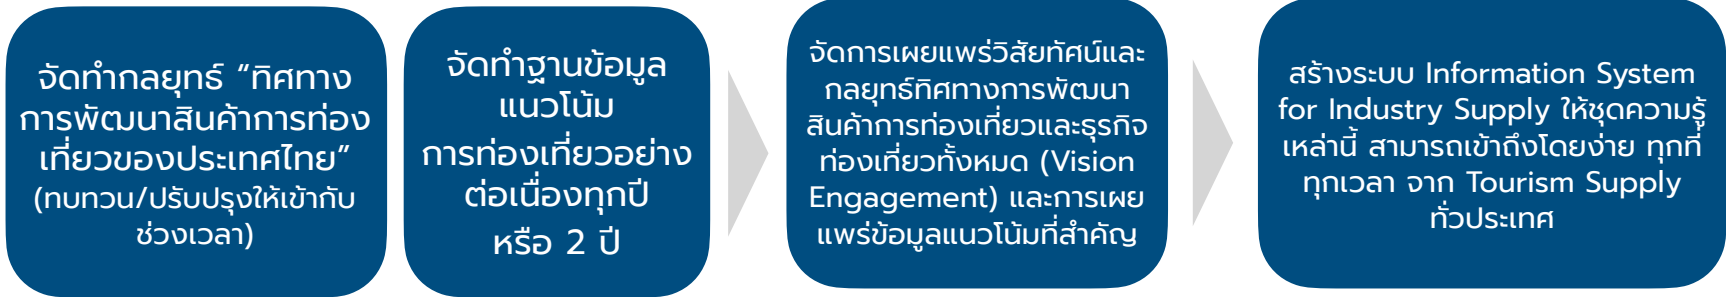 จัดทำกลยุทธ์ “ทิศทาง
การพัฒนาสินค้าการท่อง
เที่ยวของประเทศไทย”
(ทบทวน/ปรับปรุงให้เข้ากับ
ช่วงเวลา)
จัดทำฐานข้อมูล
แนวโน้ม
การท่องเที่ยวอย่าง
ต่อเนื่องทุกปี
หรือ 2 ปี
จัดการเผยแพร่วิสัยทัศน์และ
กลยุทธ์ทิศทางการพัฒนา
สินค้าการท่องเที่ยวและธุรกิจ
ท่องเที่ยวทั้งหมด (Vision
Engagement) และการเผย
แพร่ข้อมูลแนวโน้มที่สำคัญ
สร้างระบบ Information System
for Industry Supply ให้ชุดความรู้
เหล่านี้ สามารถเข้าถึงโดยง่าย ทุกที่
ทุกเวลา จาก Tourism Supply
ทั่วประเทศ